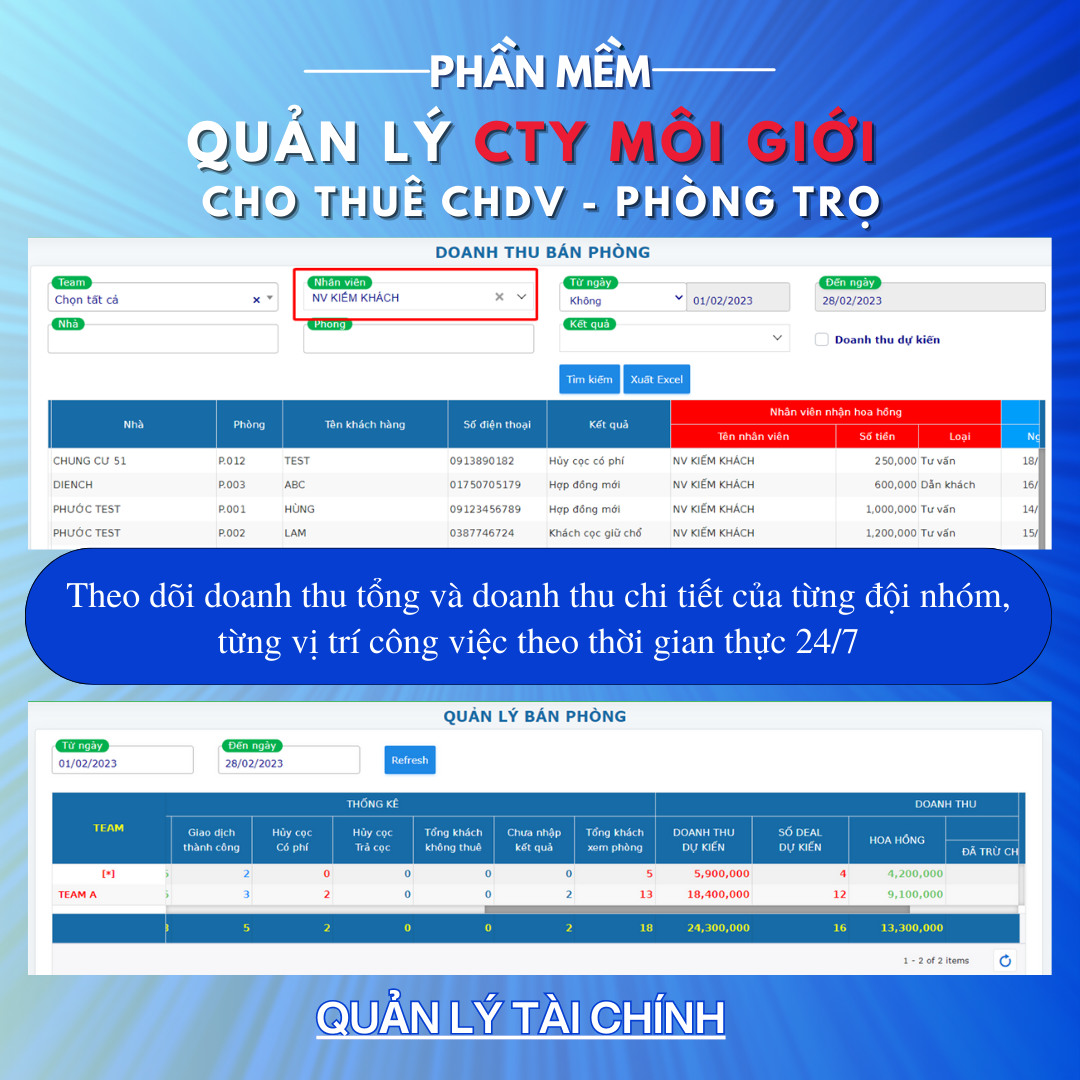 PHẦN MỀM
QUẢN LÝ CTY MÔI GIỚI
CHO THUÊ CHDV - PHÒNG TRỌ
DOANH THU BÁN PHÒNG
Team Nhân viên Từ ngày Đến ngày
Chọn tất cả NV KIẾM KHÁCH Không 01/02/2023 28/02/2023
Nhà Phòng Kết quả
Doanh thu dự kiến
Tìm kiếm Xuất Excel
Nhà Phòng Tên khách hàng Số điện thoại Kết quả Nhân viên nhận hoa hồng
Tên nhân viên Số tiền Loại
CHUNG CƯ 51 P.012 TEST 0913890182 Hủy cọc có phí NV KIẾM KHÁCH 250,000 Tư vấn 18/
DIENCH P.003 ABC 01750705179 Hợp đồng mới NV KIẾM KHÁCH 600,000 Dẫn khách 16/
PHƯỚC TEST P.001 HÙNG 09123456789 Hợp đồng mới NV KIẾM KHÁCH 1,000,000 Tư vấn 14/
PHƯỚC TEST P.002 LAM 0387746724 Khách cọc giữ chổ NV KIẾM KHÁCH 1,200,000 Tư vấn 15/
Theo dõi doanh thu tổng và doanh thu chi tiết của từng đội nhóm,
từng vị trí công việc theo thời gian thực 24/7
QUẢN LÝ BÁN PHÒNG
Từ ngày Đến ngày
01/02/2023 28/02/2023 Refresh
THỐNG KÊ DOANH THU
TEAM
Giao dịch Hủy cọc Hủy cọc Tổng khách Chưa nhập Tổng khách DOANH THU SỐ DEAL HOA HỒNG
thành công Có phí Trả cọc không thuê kết quả xem phòng DỰ KIẾN DỰ KIẾN ĐÃ TRỪ CH
[*] 2 0 0 0 0 5 5,900,000 4 4,200,000
TEAM A 3 2 0 0 2 13 18,400,000 12 9,100,000
5 2 0 0 2 18 24,300,000 16 13,300,000
1 - 2 of 2 items
QUẢN LÝ TÀI CHÍNH